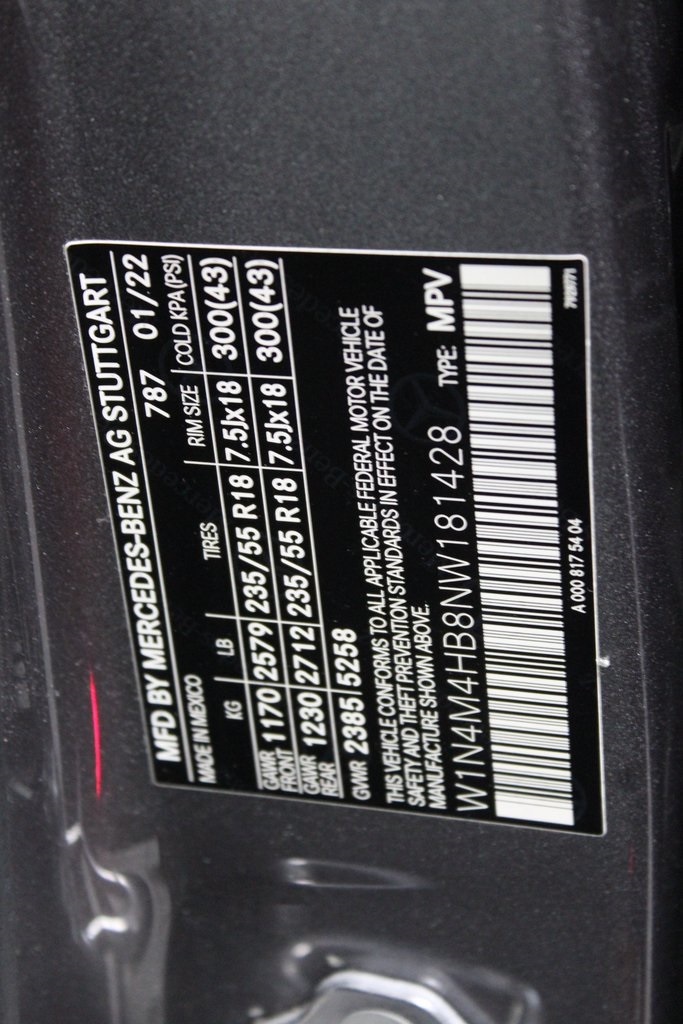 MFD BY MERCEDES-BENZ AG STUTTGART
MADE IN MEXICO 787 01/22
KG LB TIRES RIM SIZE COLD KPA(PSI)
GAWR FRONT 1170 2579 235/55 R18 7.5Jx18 300(43)
GAWR REAR 1230 2712 235/55 R18 7.5Jx18 300(43)
GWR 2385 5258
THIS VEHICLE CONFORMS TO ALL APPLICABLE FEDERAL MOTOR VEHICLE
SAFETY AND THEFT PREVENTION STANDARDS IN EFFECT ON THE DATE OF
MANUFACTURE SHOWN ABOVE.
W1N4M4HB8NW181428 TYPE: MPV
A 000 817 54 04